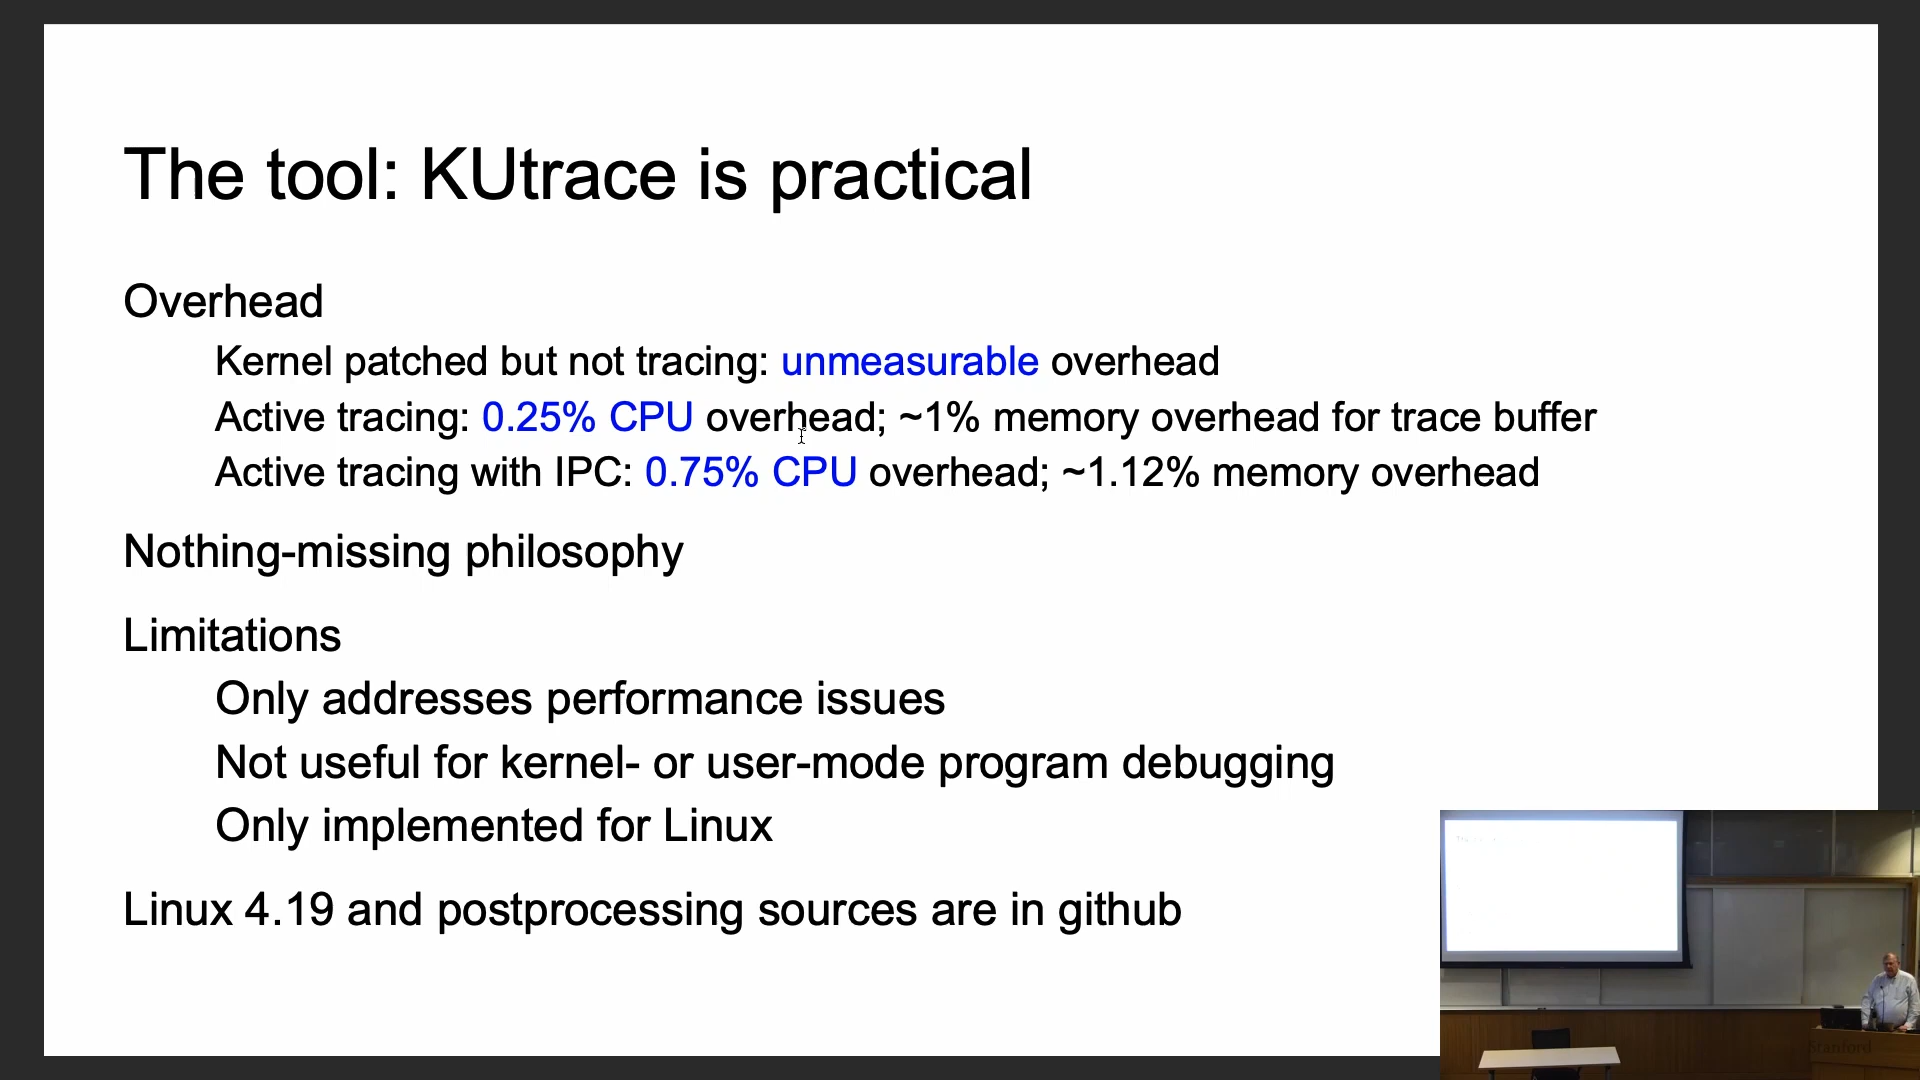 The tool: KUtrace is practical
Overhead
Kernel patched but not tracing: unmeasurable overhead
Active tracing: 0.25% CPU overhead; ~1% memory overhead for trace buffer
Active tracing with IPC: 0.75% CPU overhead; ~1.12% memory overhead
Nothing-missing philosophy
Limitations
Only addresses performance issues
Not useful for kernel- or user-mode program debugging
Only implemented for Linux
Linux 4.19 and postprocessing sources are in github
Stanford